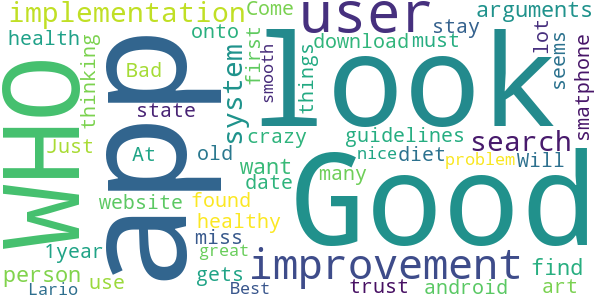 implementation
user
Come
arguments
health
onto
first
smooth
download
stay
must
lot
seems
smatphone
WHO
thinking
Bad
app
state
system
things
look
Just
At
old
crazy
guidelines
search
nice
diet
problem
Will
want
date
many
Good
website
found
healthy
miss
great
improvement
find
1year
person
use
gets
Lario
Best
trust
android
art